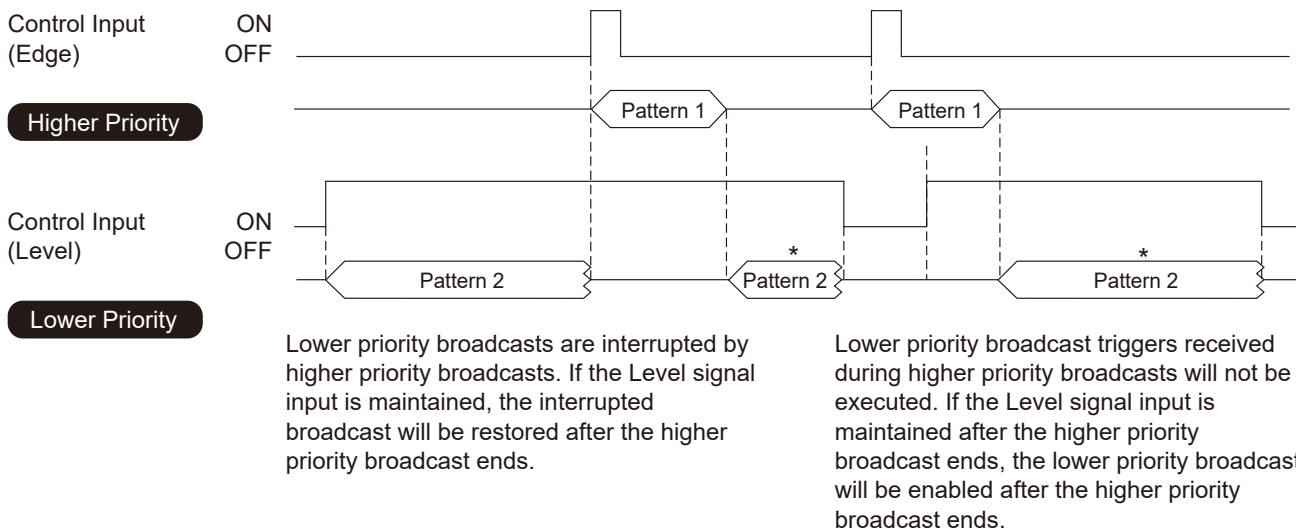 Control Input ON
(Edge) OFF
Higher Priority
Pattern 1 Pattern 1
Control Input ON
(Level) OFF
* *
Pattern 2 Pattern 2 Pattern 2
Lower Priority
Lower priority broadcasts are interrupted by
higher priority broadcasts. If the Level signal
input is maintained, the interrupted
broadcast will be restored after the higher
priority broadcast ends.
Lower priority broadcast triggers received
during higher priority broadcasts will not be
executed. If the Level signal input is
maintained after the higher priority
broadcast ends, the lower priority broadcast
will be enabled after the higher priority
broadcast ends.